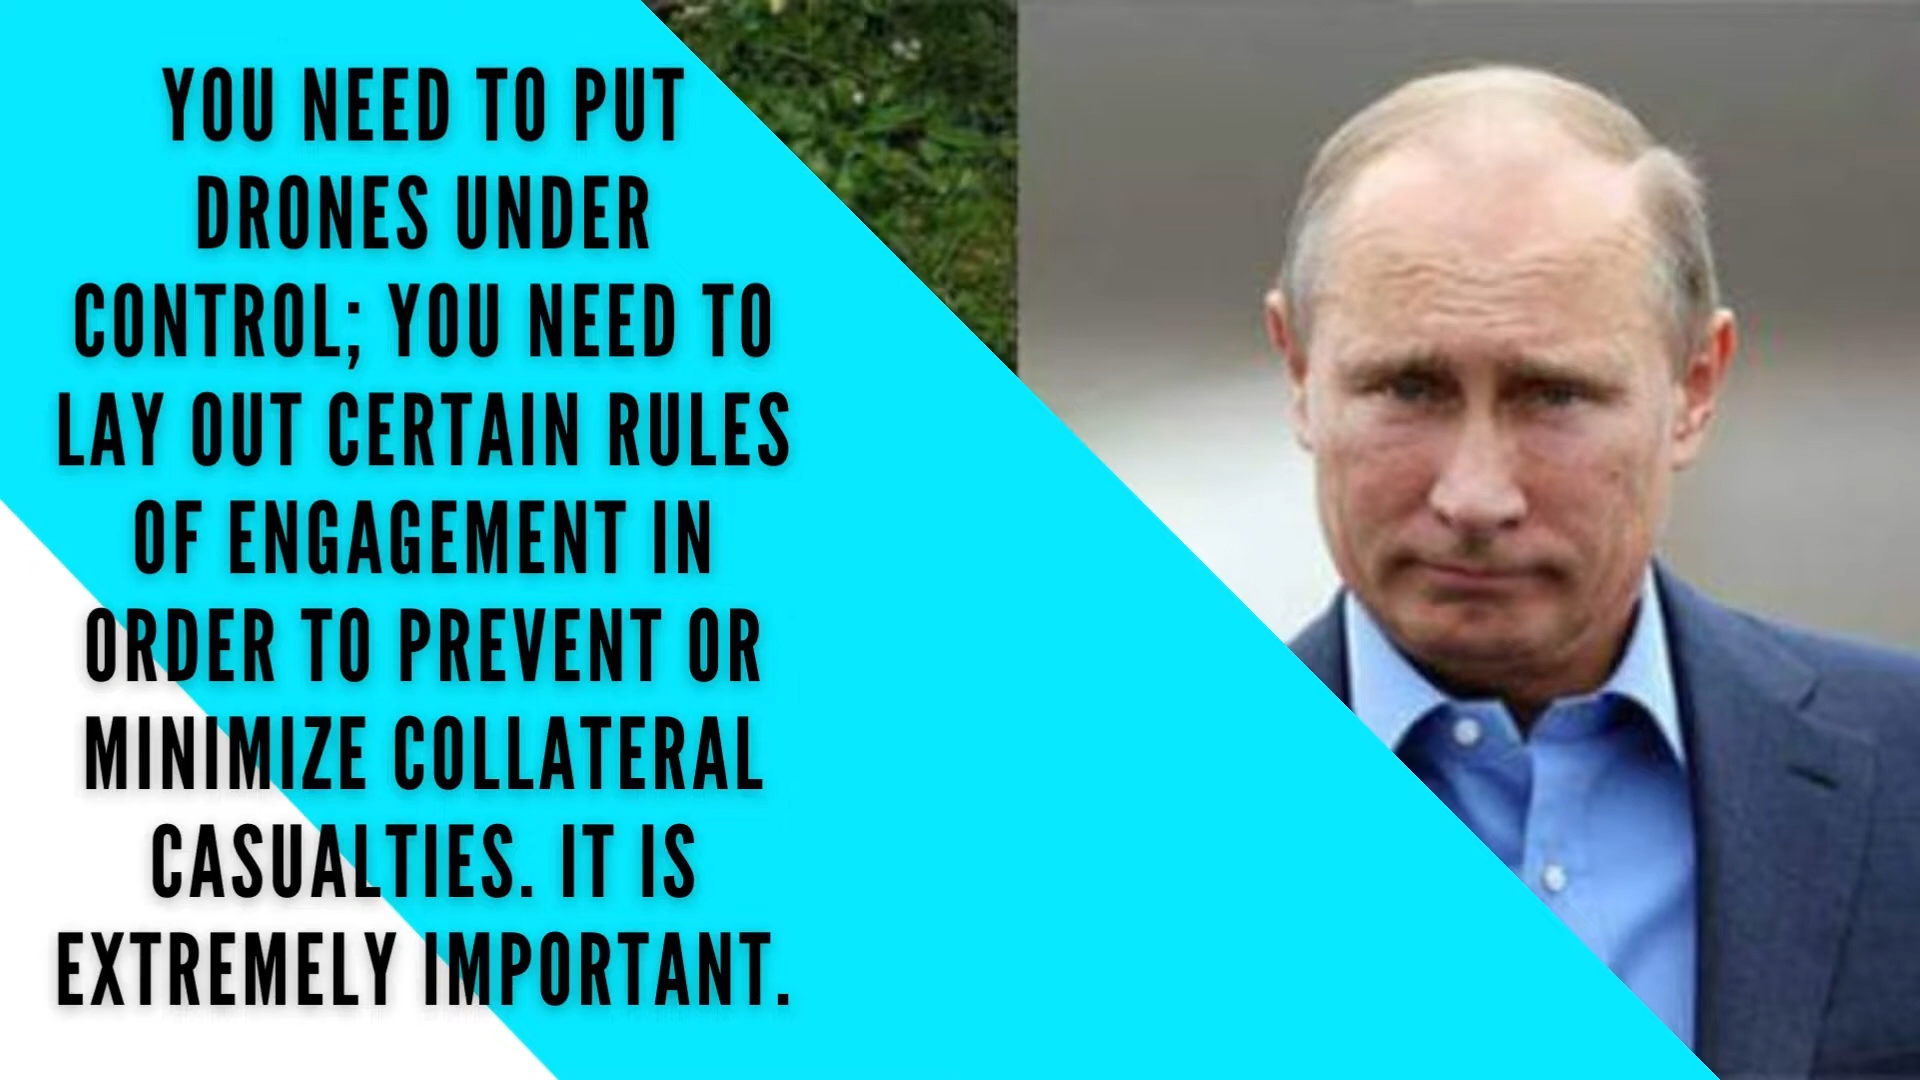 YOU NEED TO PUT
DRONES UNDER
CONTROL; YOU NEED TO
LAY OUT CERTAIN RULES
OF ENGAGEMENT IN
ORDER TO PREVENT OR
MINIMIZE COLLATERAL
CASUALTIES. IT IS
EXTREMELY IMPORTANT.